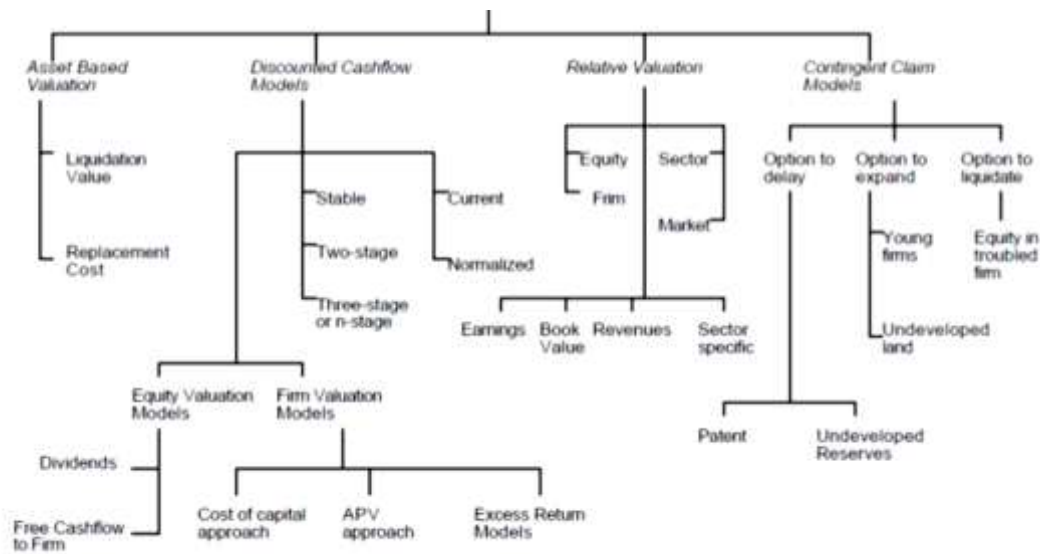 Asset Based
Valuation
Discounted Cashflow
Models
Relative Valuation
Contingent Claim
Models
Liquidation
Value
Replacement
Cost
Stable
Two-stage
Three-stage
or n-stage
Current
Normalized
Equity
Frim
Sector
Market
Option to
delay
Option to
expand
Option to
liquidate
Young
firms
Equity in
troubled
firm
Undeveloped
land
Earnings
Book
Value
Revenues
Sector
specific
Equity Valuation
Models
Firm Valuation
Models
Patent
Undeveloped
Reserves
Dividends
Free Cashflow
to Firm
Cost of capital
approach
APV
approach
Excess Return
Models